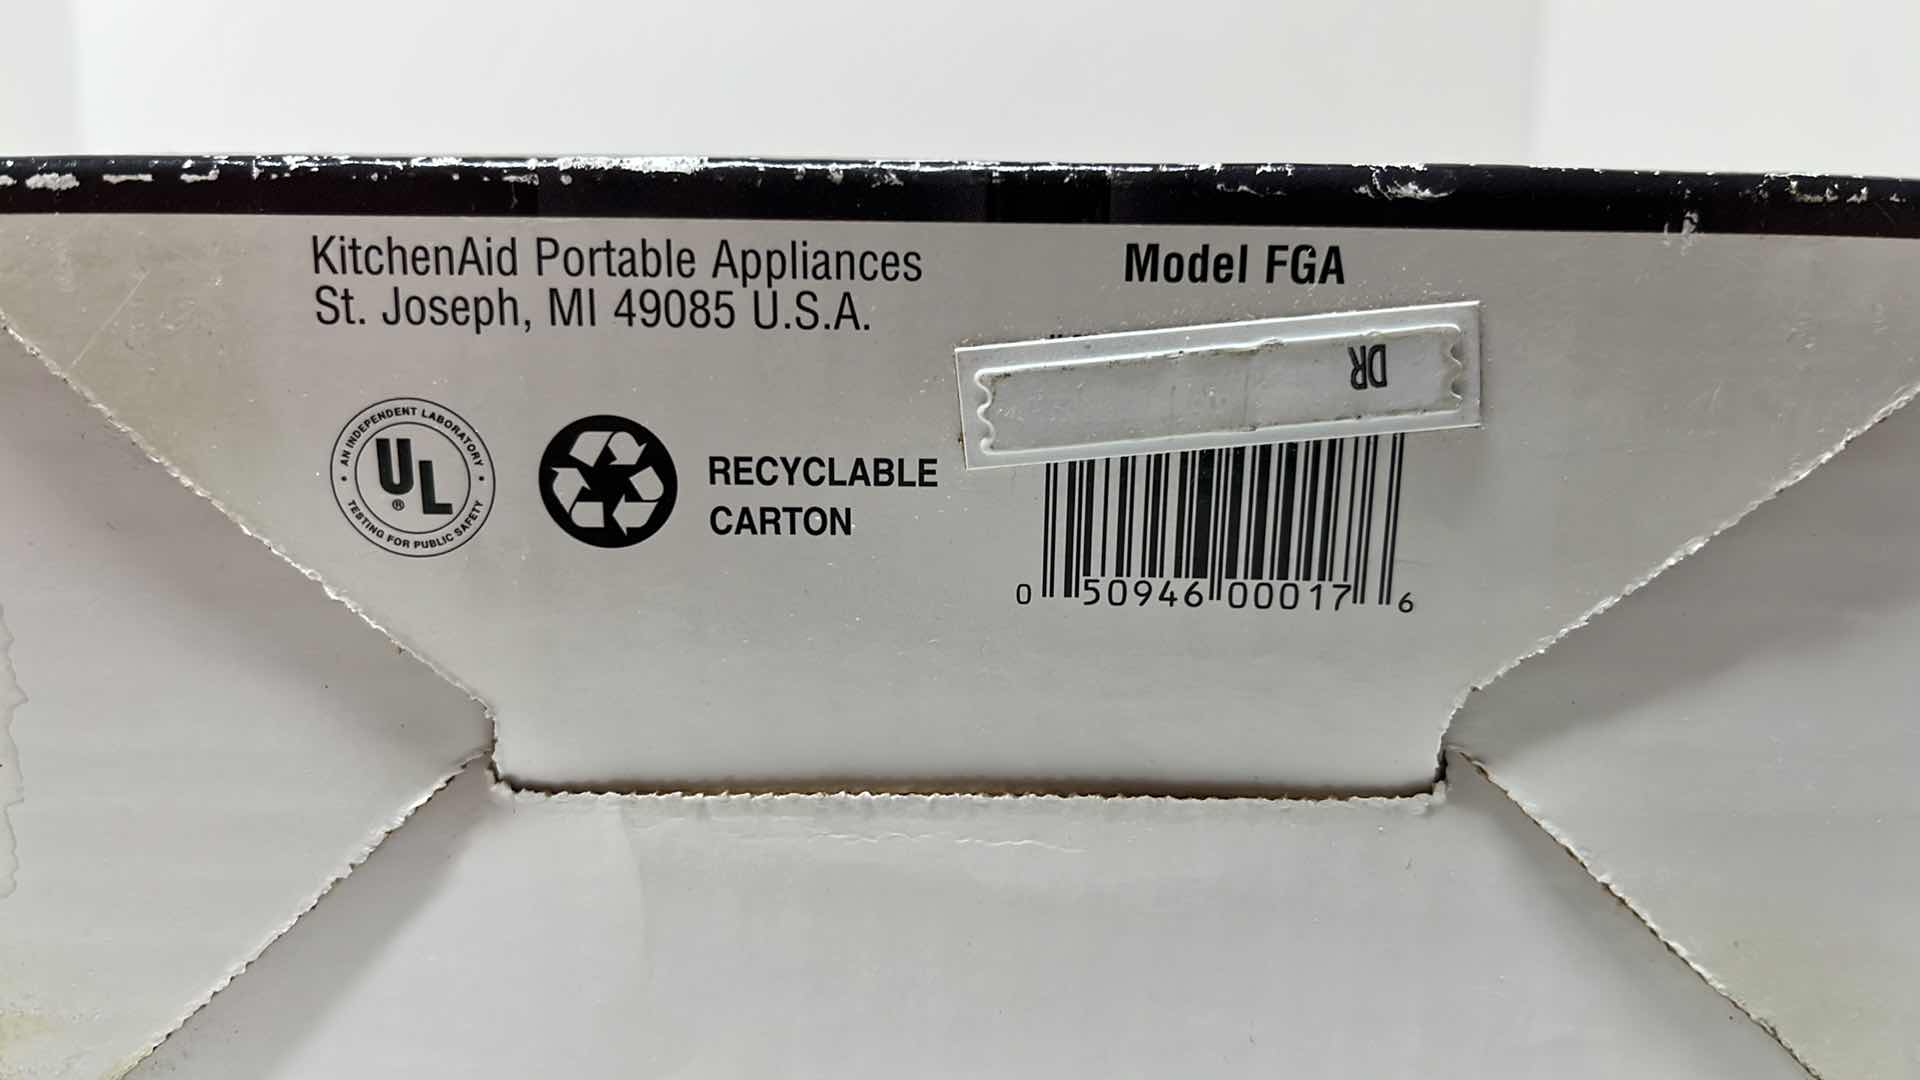 KitchenAid Portable Appliances
St. Joseph, MI 49085 U.S.A.
Model FGA
DR
AN INDEPENDENT LABORATORY
UL
®
TESTING FOR PUBLIC SAFETY
RECYCLABLE
CARTON
0 50946 00017 6